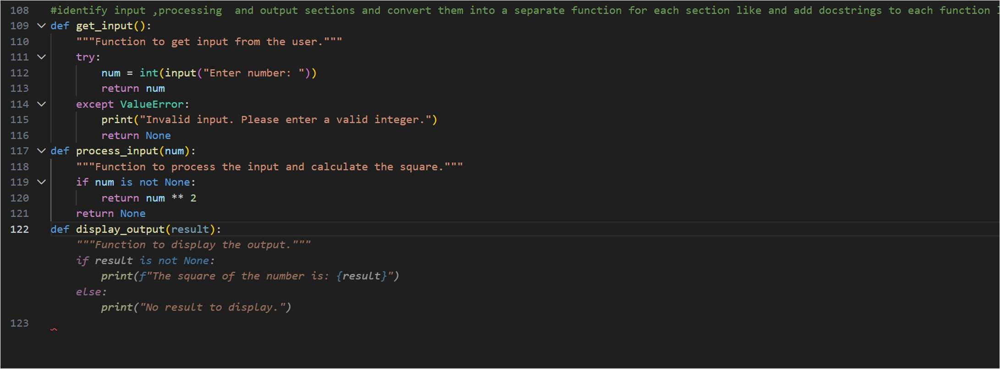 108 #identify input ,processing  and output sections and convert them into a separate function for each section like and add docstrings to each function
109 def get_input():
110     """Function to get input from the user."""
111     try:
112         num = int(input("Enter number: "))
113         return num
114     except ValueError:
115         print("Invalid input. Please enter a valid integer.")
116         return None
117 def process_input(num):
118     """Function to process the input and calculate the square."""
119     if num is not None:
120         return num ** 2
121     return None
122 def display_output(result):
    """Function to display the output."""
    if result is not None:
        print(f"The square of the number is: {result}")
    else:
        print("No result to display.")
123